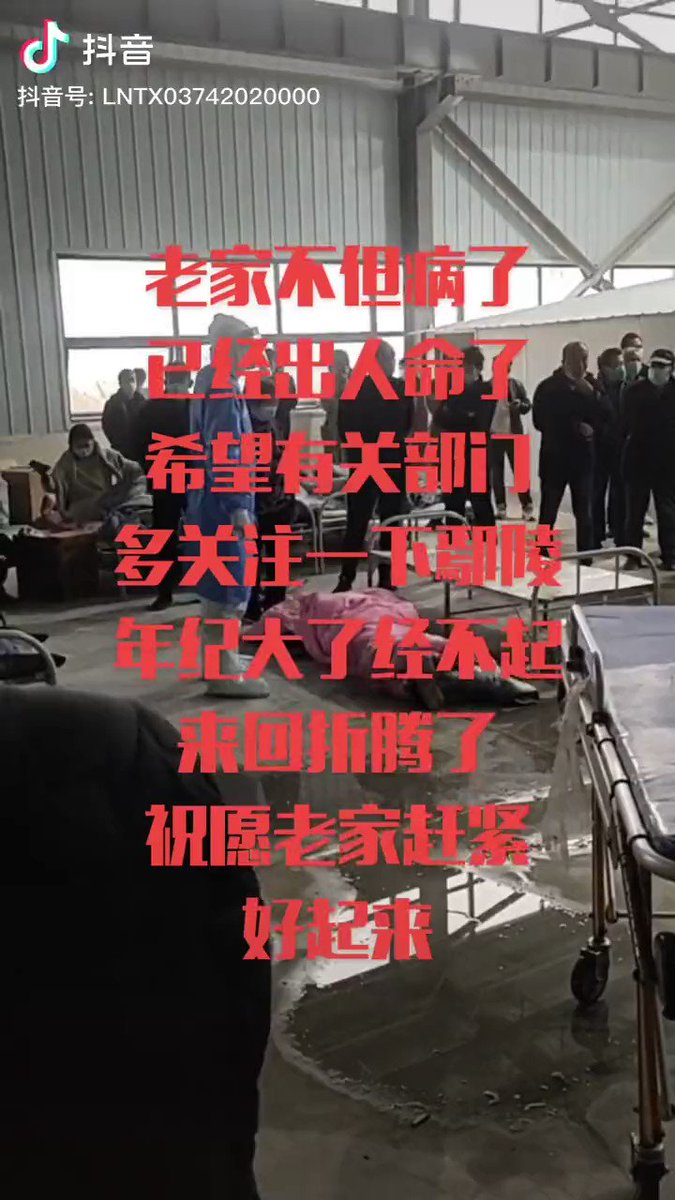 抖音
抖音号: LNTX03742020000
老家不但病了
已经出人命了
希望有关部门
多关注一下鄢陵
年纪大了经不起
来回折腾了
祝愿老家赶紧
好起来